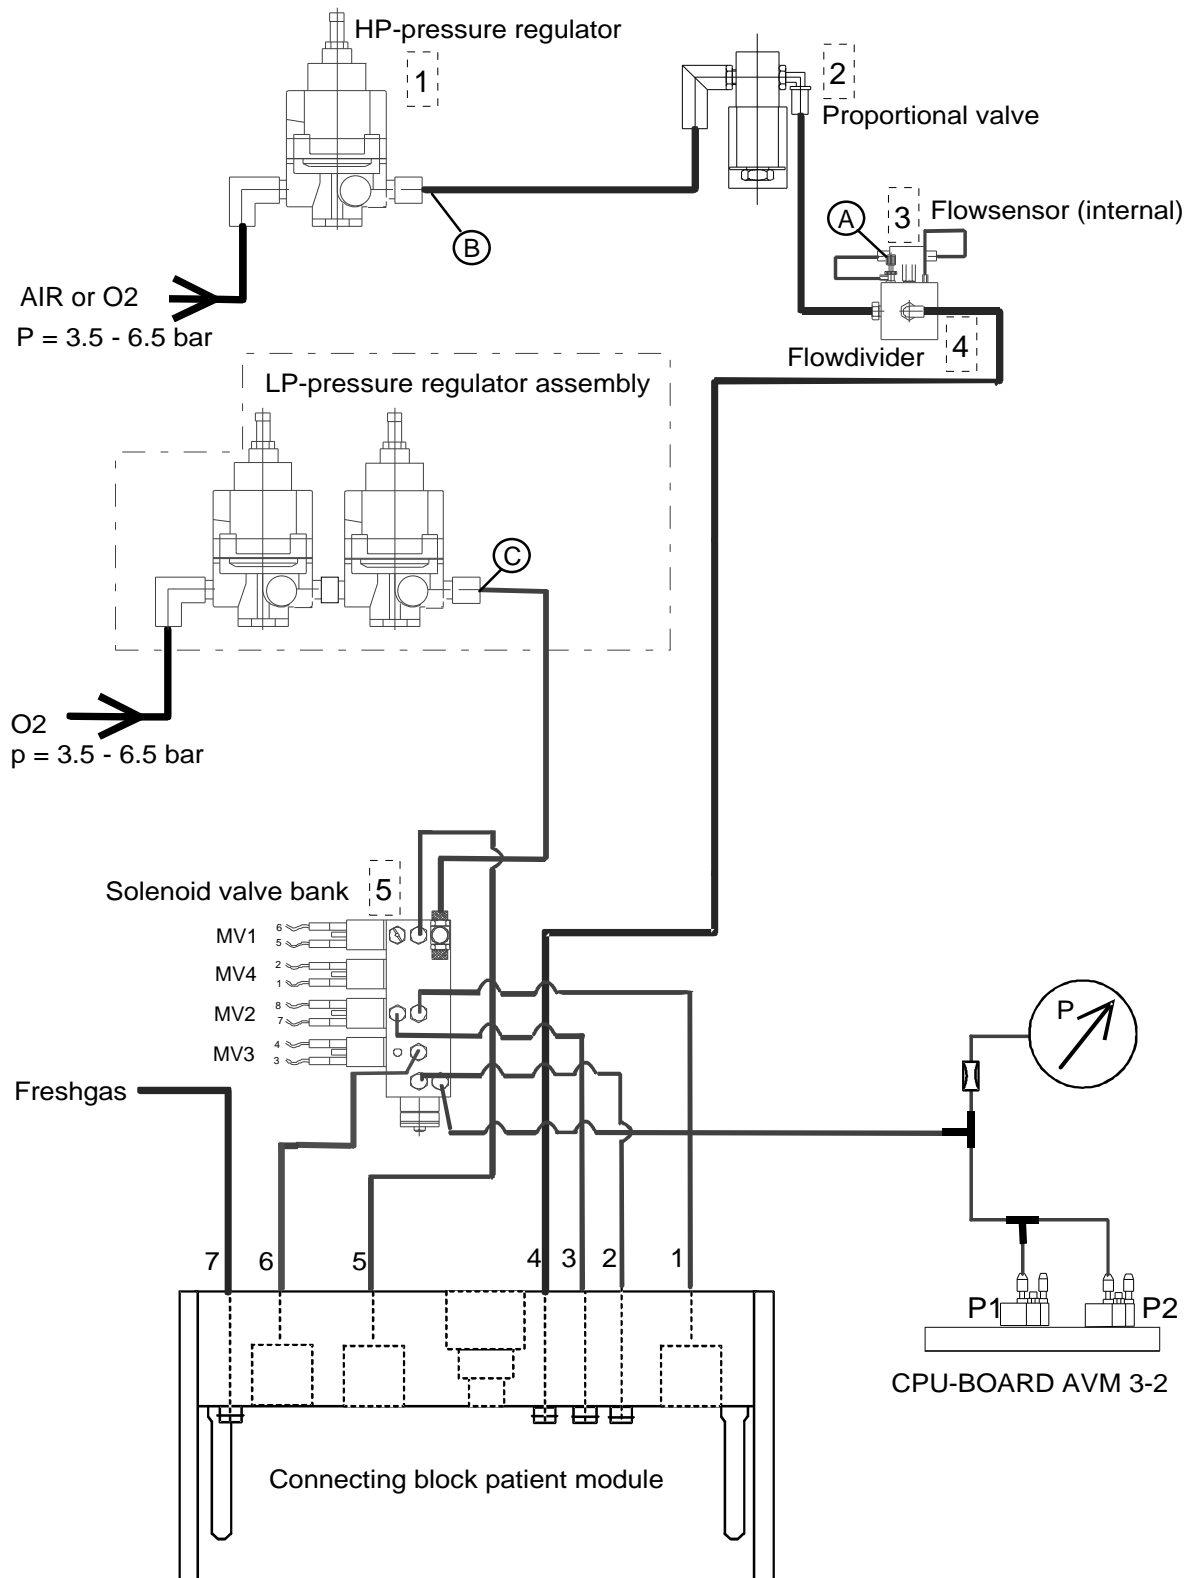 HP-pressure regulator
1
2
Proportional valve
A
3
Flowsensor (internal)
B
AIR or O2
P = 3.5 - 6.5 bar
Flowdivider
4
LP-pressure regulator assembly
C
O2
p = 3.5 - 6.5 bar
Solenoid valve bank
5
MV1
6
5
MV4
2
1
MV2
8
7
MV3
4
3
P
Freshgas
7
6
5
4
3
2
1
P1
P2
CPU-BOARD AVM 3-2
Connecting block patient module